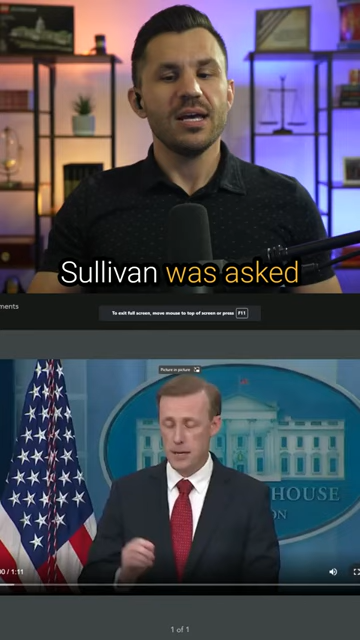 Sullivan was asked
ments
To exit full screen, move mouse to top of screen or press F11
Picture in picture
HOUSE
ON
/ 1:11
1 of 1